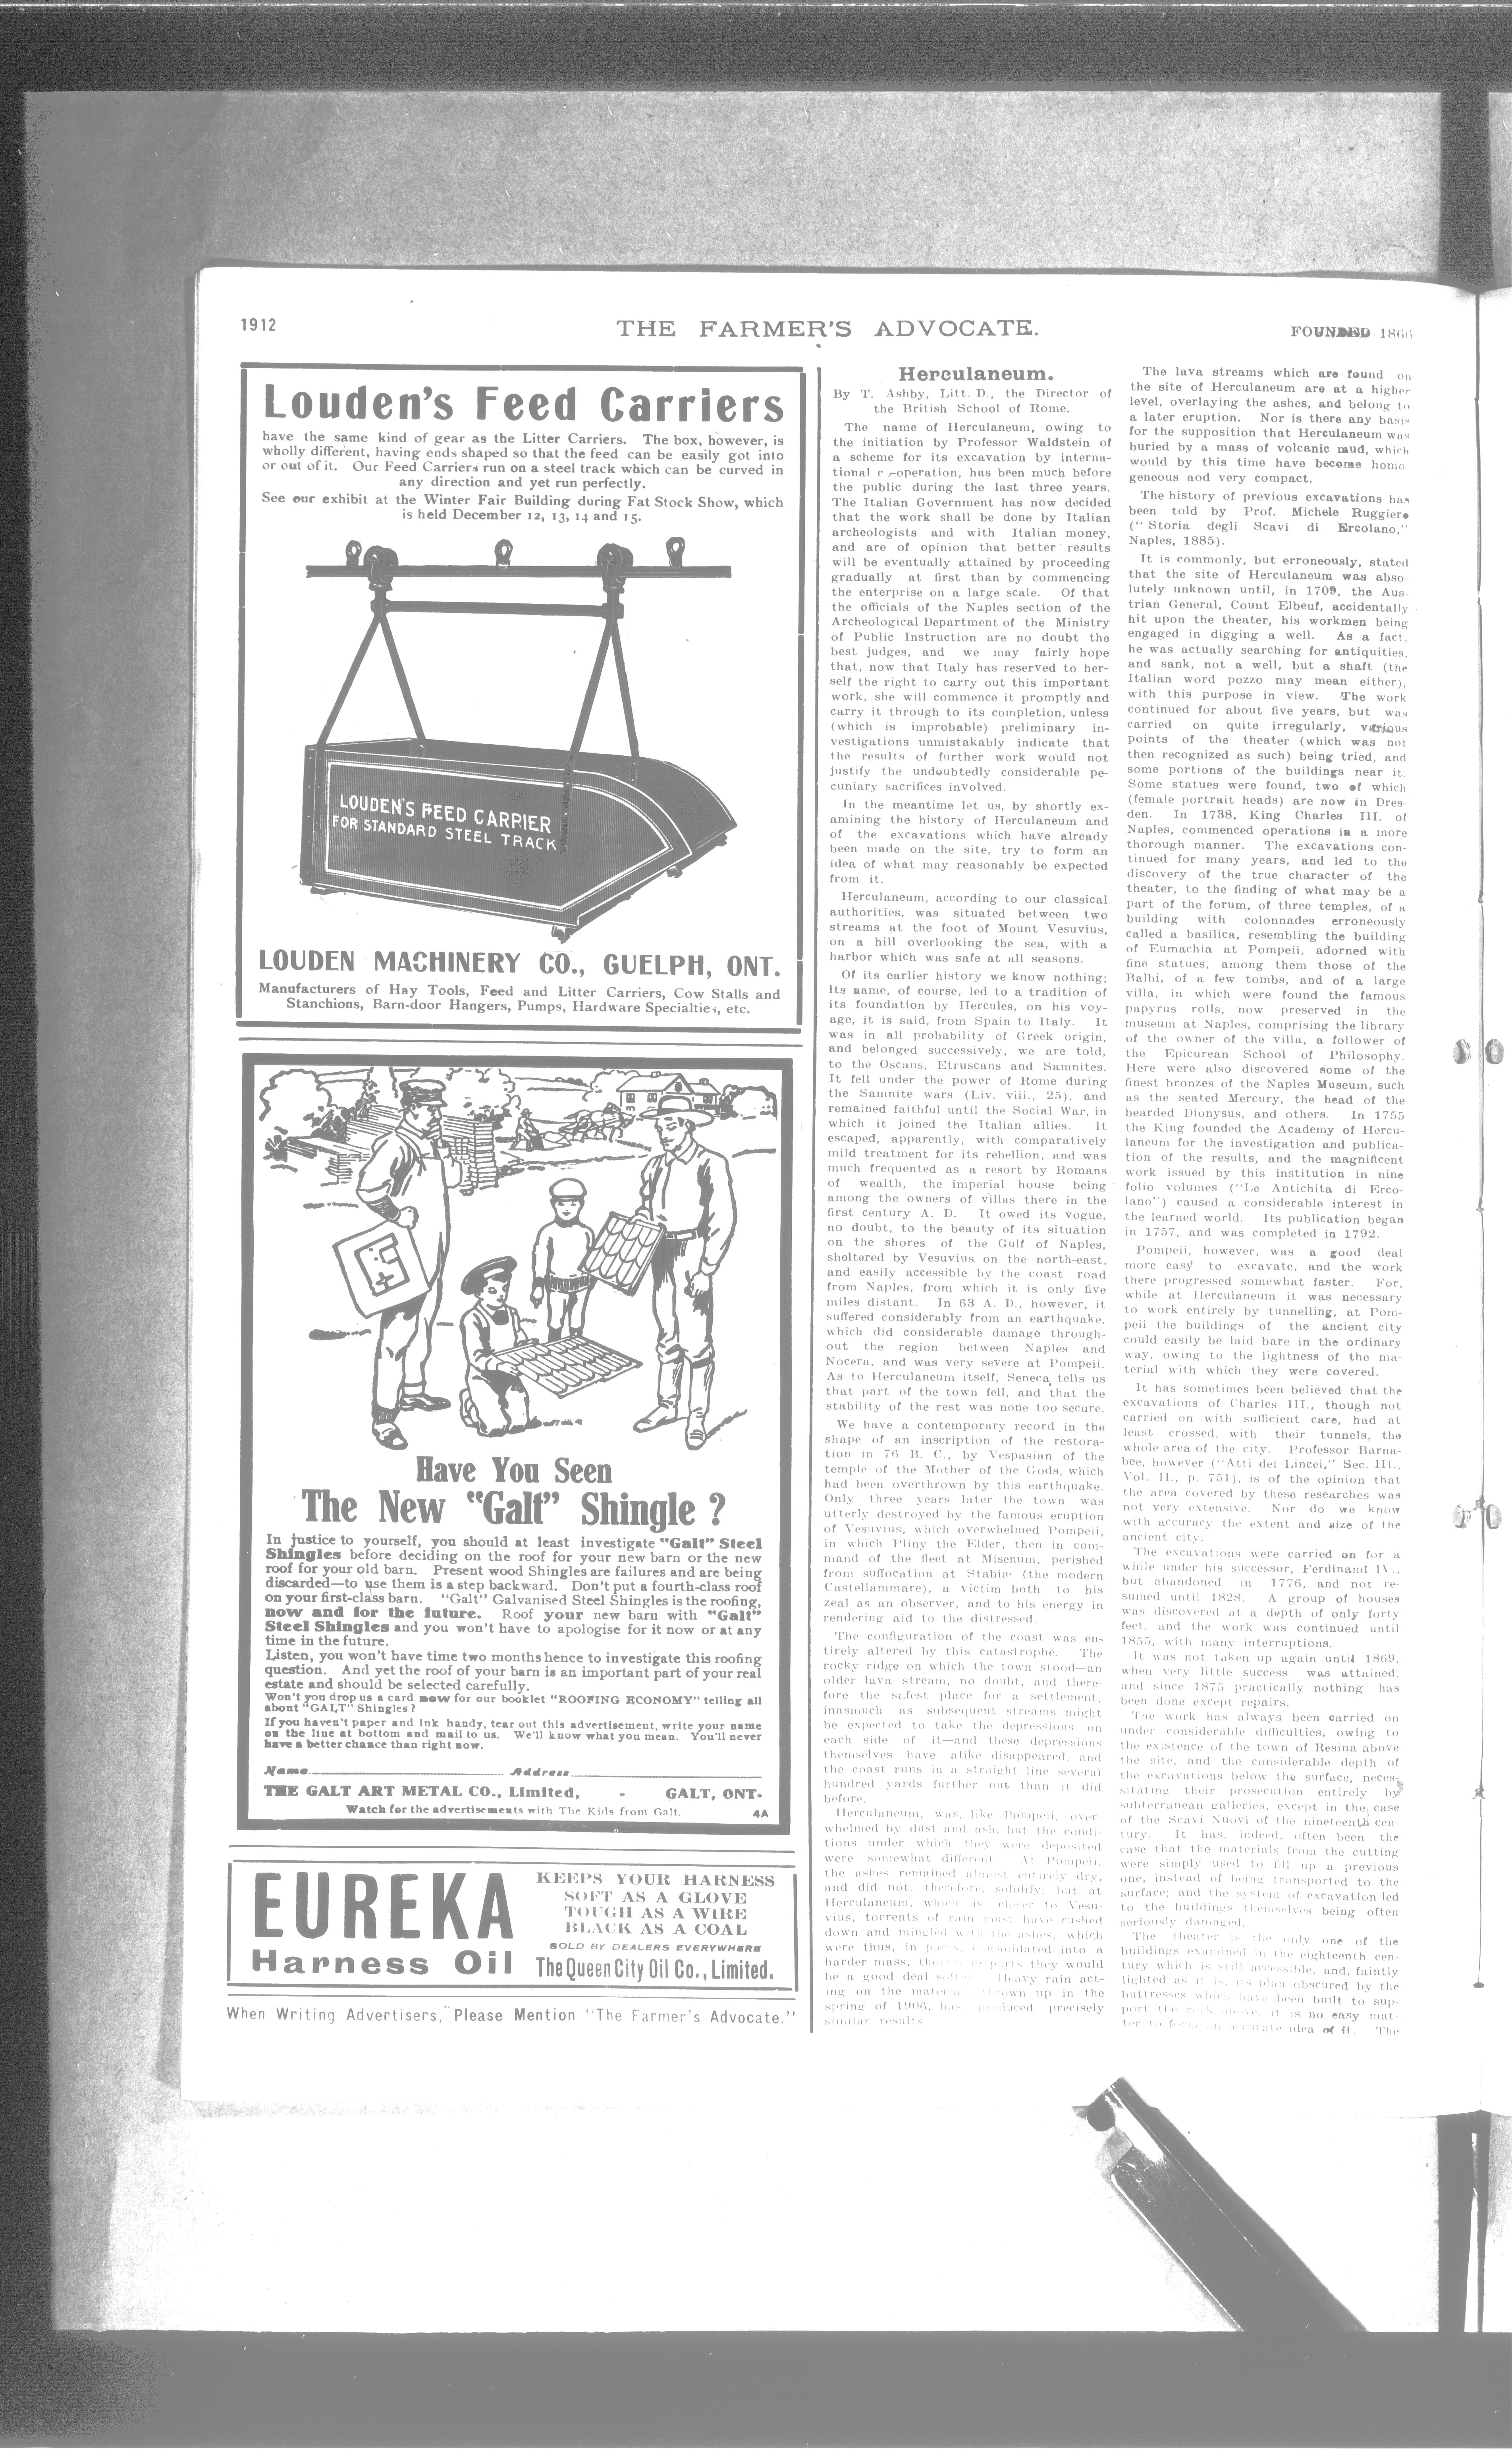 1912
THE FARMER'S ADVOCATE.
FOUNDED 1866
Louden's Feed Carriers
have the same kind of gear as the Litter Carriers. The box, however, is
wholly different, having ends shaped so that the feed can be easily got into
or out of it. Our Feed Carriers run on a steel track which can be curved in
any direction and yet run perfectly.
See our exhibit at the Winter Fair Building during Fat Stock Show, which
is held December 12, 13, 14 and 15.
LOUDEN'S FEED CARRIER
FOR STANDARD STEEL TRACK
LOUDEN MACHINERY CO., GUELPH, ONT.
Manufacturers of Hay Tools, Feed and Litter Carriers, Cow Stalls and
Stanchions, Barn-door Hangers, Pumps, Hardware Specialties, etc.
Have You Seen
The New "Galt" Shingle?
In justice to yourself, you should at least investigate "Galt" Steel
Shingles before deciding on the roof for your new barn or the new
roof for your old barn. Present wood Shingles are failures and are being
discarded—to use them is a step backward. Don't put a fourth-class roof
on your first-class barn. "Galt" Galvanised Steel Shingles is the roofing,
now and for the future. Roof your new barn with "Galt"
Steel Shingles and you won't have to apologise for it now or at any
time in the future.
Listen, you won't have time two months hence to investigate this roofing
question. And yet the roof of your barn is an important part of your real
estate and should be selected carefully.
Won't you drop us a card now for our booklet "ROOFING ECONOMY" telling all
about "GALT" Shingles?
If you haven't paper and ink handy, tear out this advertisement, write your name
on the line at bottom and mail to us. We'll know what you mean. You'll never
have a better chance than right now.
Name Address
THE GALT ART METAL CO., Limited, - GALT, ONT.
Watch for the advertisements with The Kids from Galt. 4A
EUREKA
Harness Oil
KEEPS YOUR HARNESS
SOFT AS A GLOVE
TOUGH AS A WIRE
BLACK AS A COAL
SOLD BY DEALERS EVERYWHERE
The Queen City Oil Co., Limited.
When Writing Advertisers, Please Mention "The Farmer's Advocate."
Herculaneum.
By T. Ashby, Litt. D., the Director of
the British School of Rome.
The name of Herculaneum, owing to
the initiation by Professor Waldstein of
a scheme for its excavation by interna-
tional c -operation, has been much before
the public during the last three years.
The Italian Government has now decided
that the work shall be done by Italian
archeologists and with Italian money,
and are of opinion that better results
will be eventually attained by proceeding
gradually at first than by commencing
the enterprise on a large scale. Of that
the officials of the Naples section of the
Archeological Department of the Ministry
of Public Instruction are no doubt the
best judges, and we may fairly hope
that, now that Italy has reserved to her-
self the right to carry out this important
work, she will commence it promptly and
carry it through to its completion, unless
(which is improbable) preliminary in-
vestigations unmistakably indicate that
the results of further work would not
justify the undoubtedly considerable pe-
cuniary sacrifices involved.
In the meantime let us, by shortly ex-
amining the history of Herculaneum and
of the excavations which have already
been made on the site, try to form an
idea of what may reasonably be expected
from it.
Herculaneum, according to our classical
authorities, was situated between two
streams at the foot of Mount Vesuvius,
on a hill overlooking the sea, with a
harbor which was safe at all seasons.
Of its earlier history we know nothing;
its name, of course, led to a tradition of
its foundation by Hercules, on his voy-
age, it is said, from Spain to Italy. It
was in all probability of Greek origin,
and belonged successively, we are told,
to the Oscans, Etruscans and Samnites.
It fell under the power of Rome during
the Samnite wars (Liv. viii., 25), and
remained faithful until the Social War, in
which it joined the Italian allies. It
escaped, apparently, with comparatively
mild treatment for its rebellion, and was
much frequented as a resort by Romans
of wealth, the imperial house being
among the owners of villas there in the
first century A. D. It owed its vogue,
no doubt, to the beauty of its situation
on the shores of the Gulf of Naples,
sheltered by Vesuvius on the north-east,
and easily accessible by the coast road
from Naples, from which it is only five
miles distant. In 63 A. D., however, it
suffered considerably from an earthquake,
which did considerable damage through-
out the region between Naples and
Nocera, and was very severe at Pompeii.
As to Herculaneum itself, Seneca tells us
that part of the town fell, and that the
stability of the rest was none too secure.
We have a contemporary record in the
shape of an inscription of the restora-
tion in 76 B. C., by Vespasian of the
temple of the Mother of the Gods, which
had been overthrown by this earthquake.
Only three years later the town was
utterly destroyed by the famous eruption
of Vesuvius, which overwhelmed Pompeii,
in which Pliny the Elder, then in com-
mand of the fleet at Misenum, perished
from suffocation at Stabiæ (the modern
Castellammare), a victim both to his
zeal as an observer, and to his energy in
rendering aid to the distressed.
The configuration of the coast was en-
tirely altered by this catastrophe. The
rocky ridge on which the town stood—an
older lava stream, no doubt, and there-
fore the safest place for a settlement,
inasmuch as subsequent streams might
be expected to take the depressions on
each side of it—and these depressions
themselves have alike disappeared, and
the coast runs in a straight line several
hundred yards further out than it did
before.
Herculaneum, was, like Pompeii, over-
whelmed by dust and ash, but the condi-
tions under which they were deposited
were somewhat different. At Pompeii,
the ashes remained almost entirely dry,
and did not, therefore, solidify; but at
Herculaneum, which is closer to Vesu-
vius, torrents of rain must have rushed
down and mingled with the ashes, which
were thus, in parts, consolidated into a
harder mass, though in parts they would
be a good deal softer. Heavy rain act-
ing on the material thrown up in the
spring of 1906, has produced precisely
similar results.
The lava streams which are found on
the site of Herculaneum are at a higher
level, overlaying the ashes, and belong to
a later eruption. Nor is there any basis
for the supposition that Herculaneum was
buried by a mass of volcanic mud, which
would by this time have become homo
geneous aod very compact.
The history of previous excavations has
been told by Prof. Michele Ruggiero
("Storia degli Scavi di Ercolano,"
Naples, 1885).
It is commonly, but erroneously, stated
that the site of Herculaneum was abso-
lutely unknown until, in 1709, the Aus
trian General, Count Elbeuf, accidentally
hit upon the theater, his workmen being
engaged in digging a well. As a fact,
he was actually searching for antiquities,
and sank, not a well, but a shaft (the
Italian word pozzo may mean either),
with this purpose in view. The work
continued for about five years, but was
carried on quite irregularly, various
points of the theater (which was not
then recognized as such) being tried, and
some portions of the buildings near it.
Some statues were found, two of which
(female portrait heads) are now in Dres-
den. In 1738, King Charles III. of
Naples, commenced operations in a more
thorough manner. The excavations con-
tinued for many years, and led to the
discovery of the true character of the
theater, to the finding of what may be a
part of the forum, of three temples, of a
building with colonnades erroneously
called a basilica, resembling the building
of Eumachia at Pompeii, adorned with
fine statues, among them those of the
Balbi, of a few tombs, and of a large
villa, in which were found the famous
papyrus rolls, now preserved in the
museum at Naples, comprising the library
of the owner of the villa, a follower of
the Epicurean School of Philosophy.
Here were also discovered some of the
finest bronzes of the Naples Museum, such
as the seated Mercury, the head of the
bearded Dionysus, and others. In 1755
the King founded the Academy of Hercu-
laneum for the investigation and publica-
tion of the results, and the magnificent
work issued by this institution in nine
folio volumes ("Le Antichita di Erco-
lano") caused a considerable interest in
the learned world. Its publication began
in 1757, and was completed in 1792.
Pompeii, however, was a good deal
more easy to excavate, and the work
there progressed somewhat faster. For,
while at Herculaneum it was necessary
to work entirely by tunnelling, at Pom-
peii the buildings of the ancient city
could easily be laid bare in the ordinary
way, owing to the lightness of the ma-
terial with which they were covered.
It has sometimes been believed that the
excavations of Charles III., though not
carried on with sufficient care, had at
least crossed, with their tunnels, the
whole area of the city. Professor Barna-
bee, however ("Atti dei Lincei," Sec. III.,
Vol. II., p. 751), is of the opinion that
the area covered by these researches was
not very extensive. Nor do we know
with accuracy the extent and size of the
ancient city.
The excavations were carried on for a
while under his successor, Ferdinand IV.,
but abandoned in 1776, and not re-
sumed until 1828. A group of houses
was discovered at a depth of only forty
feet, and the work was continued until
1855, with many interruptions.
It was not taken up again until 1869,
when very little success was attained,
and since 1875 practically nothing has
been done except repairs.
The work has always been carried on
under considerable difficulties, owing to
the existence of the town of Resina above
the site, and the considerable depth of
the excavations below the surface, neces-
sitating their prosecution entirely by
subterranean galleries, except in the case
of the Scavi Nuovi of the nineteenth cen-
tury. It has, indeed, often been the
case that the materials from the cutting
were simply used to fill up a previous
one, instead of being transported to the
surface; and the system of excavation led
to the buildings themselves being often
seriously damaged.
The theater is the only one of the
buildings examined in the eighteenth cen-
tury which is still accessible, and, faintly
lighted as it is, its plan obscured by the
buttresses which have been built to sup-
port the rock above, it is no easy mat-
ter to form an accurate idea of it. The